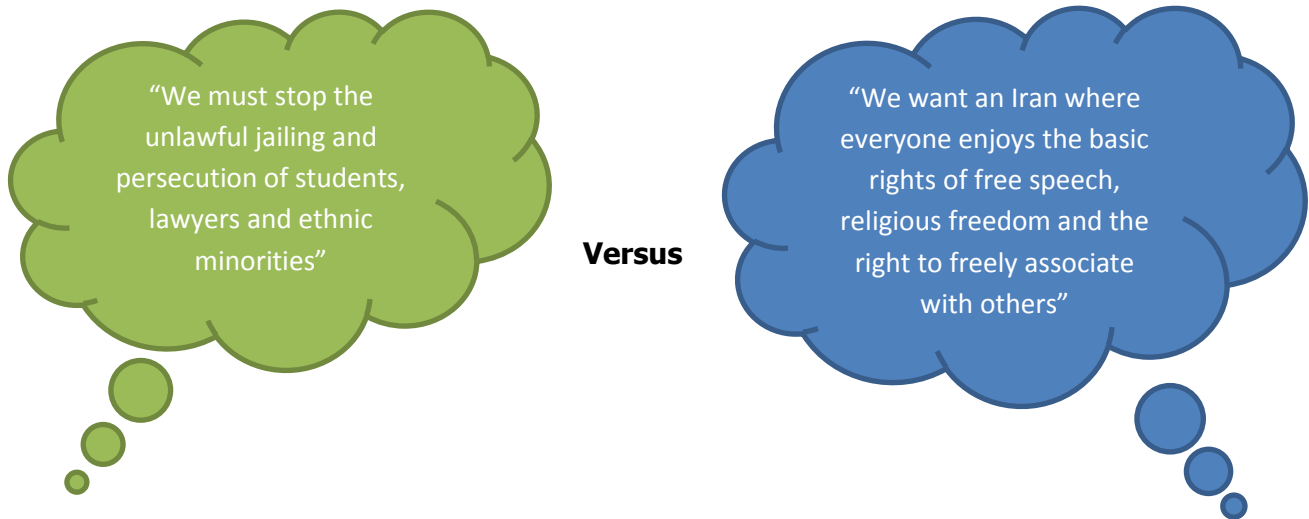 “We must stop the
unlawful jailing and
persecution of students,
lawyers and ethnic
minorities”
Versus
“We want an Iran where
everyone enjoys the basic
rights of free speech,
religious freedom and the
right to freely associate
with others”